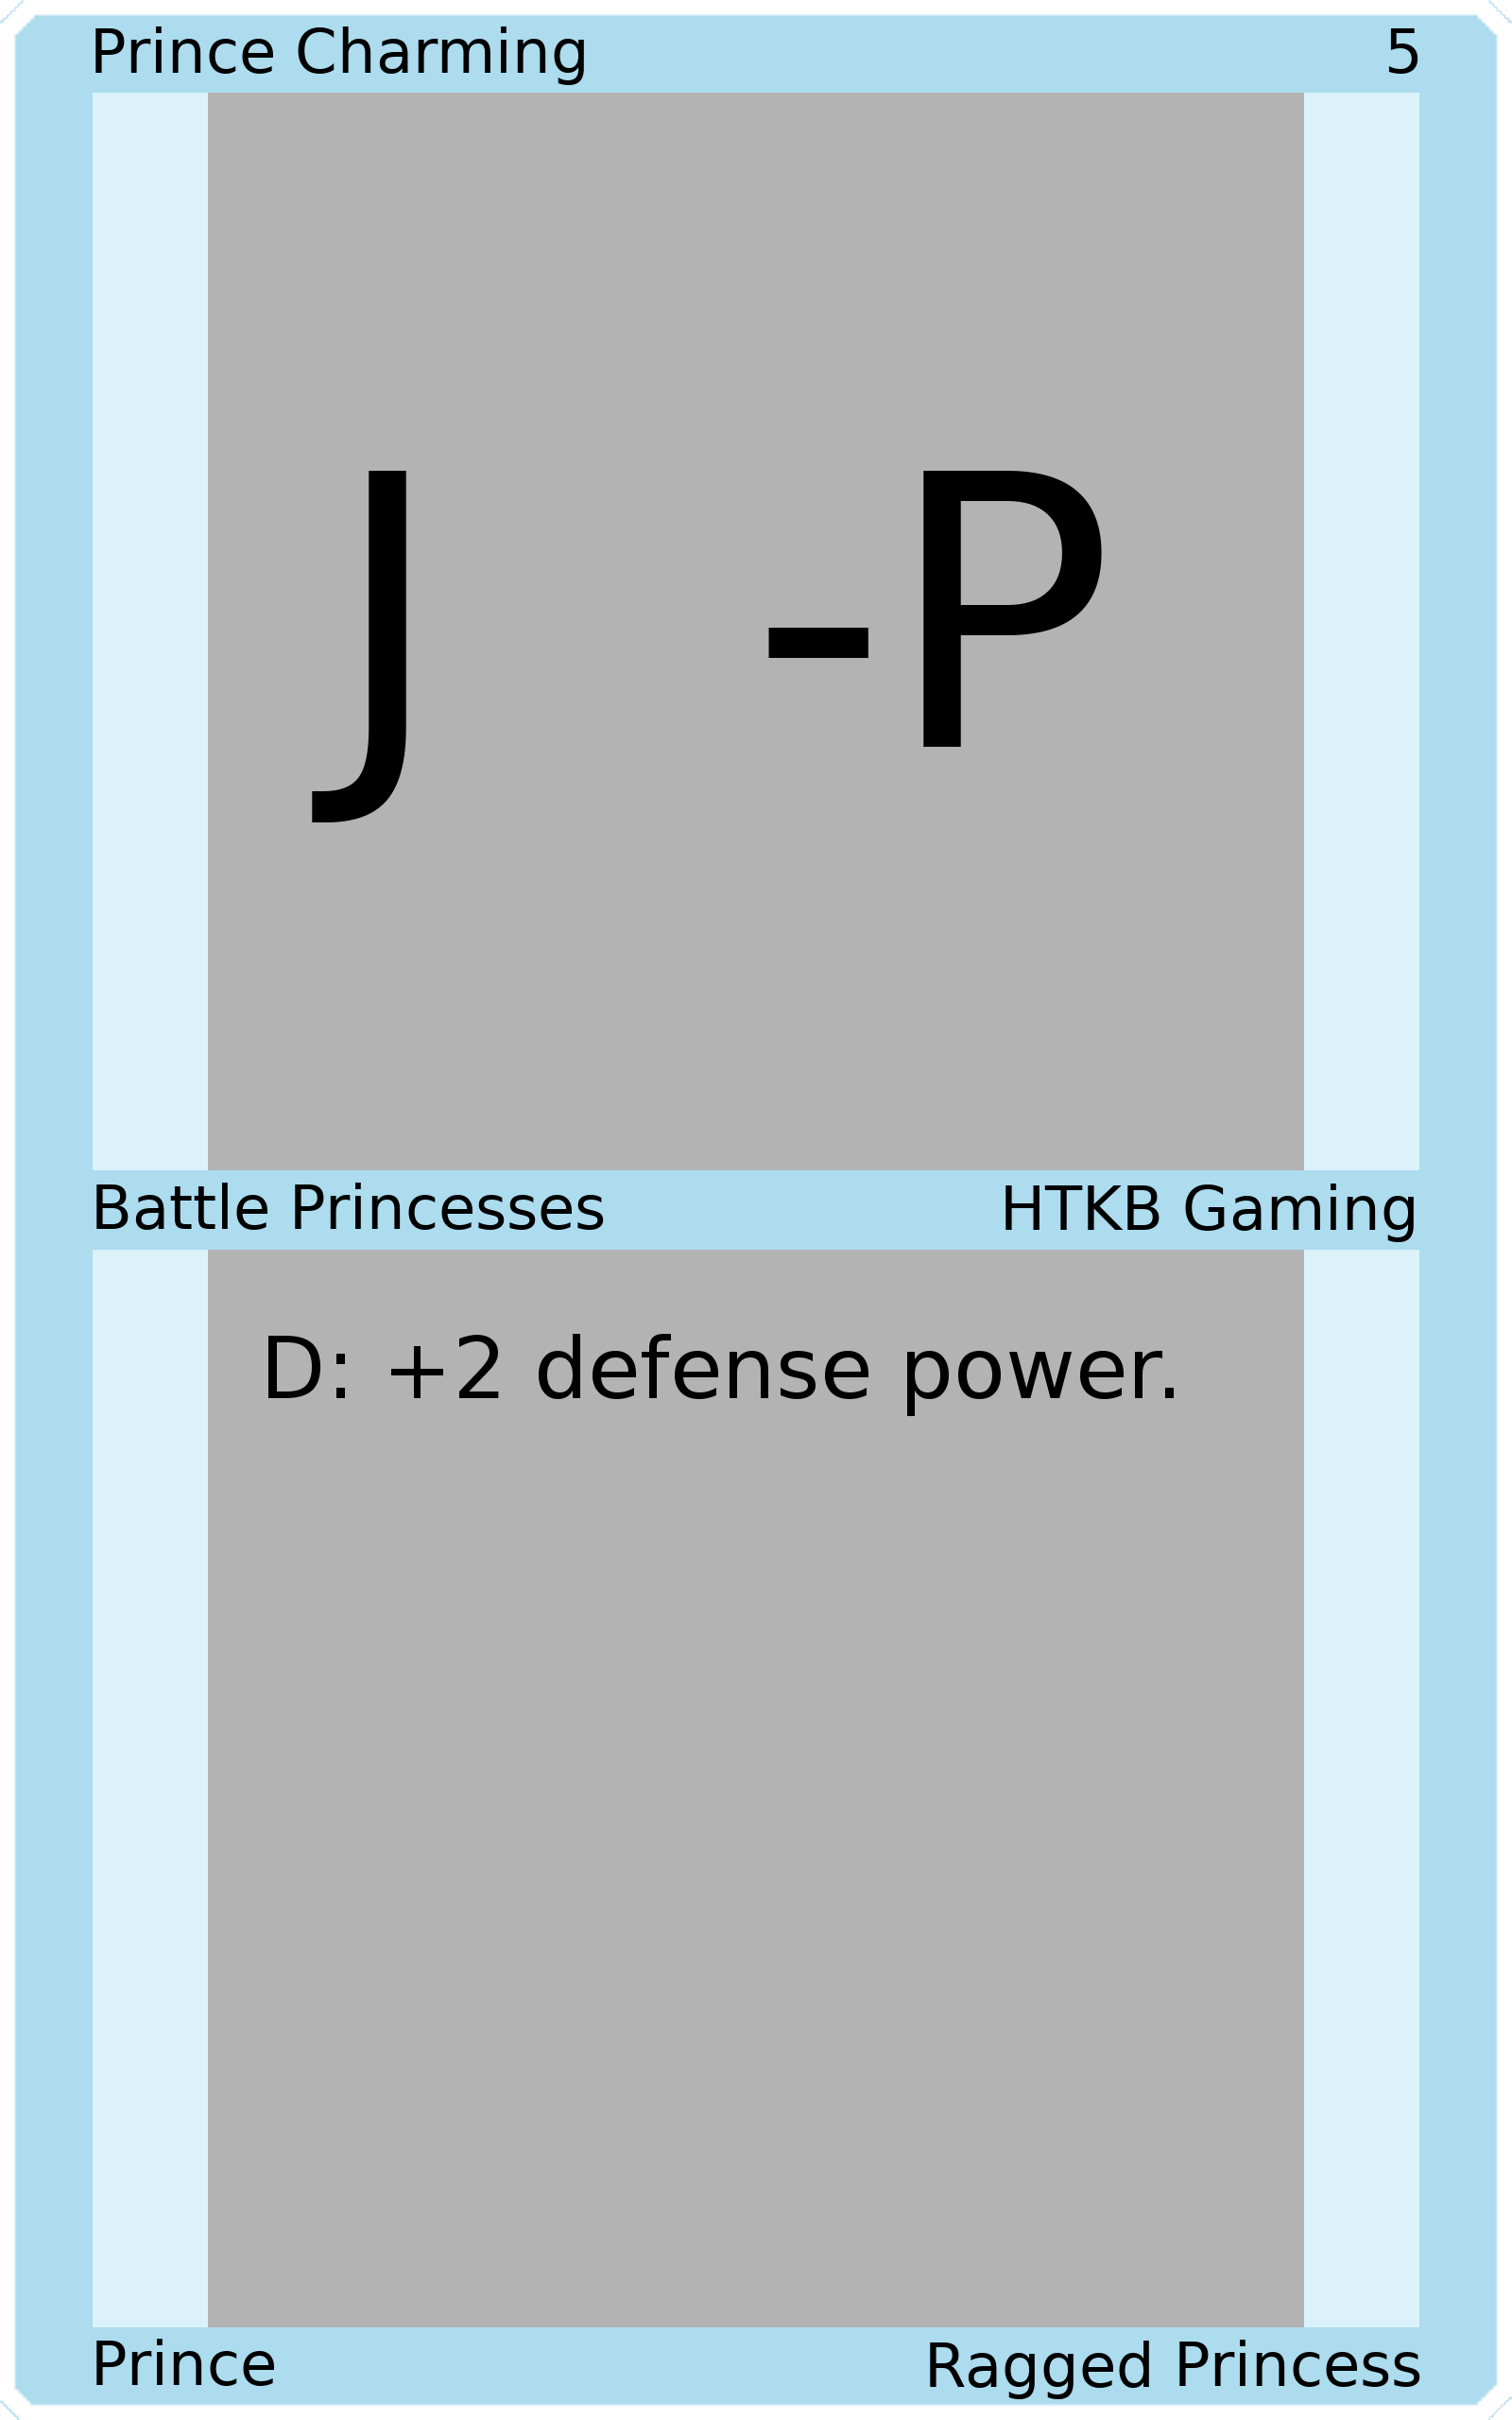 Prince Charming 5
J -P
Battle Princesses HTKB Gaming
D: +2 defense power.
Prince Ragged Princess